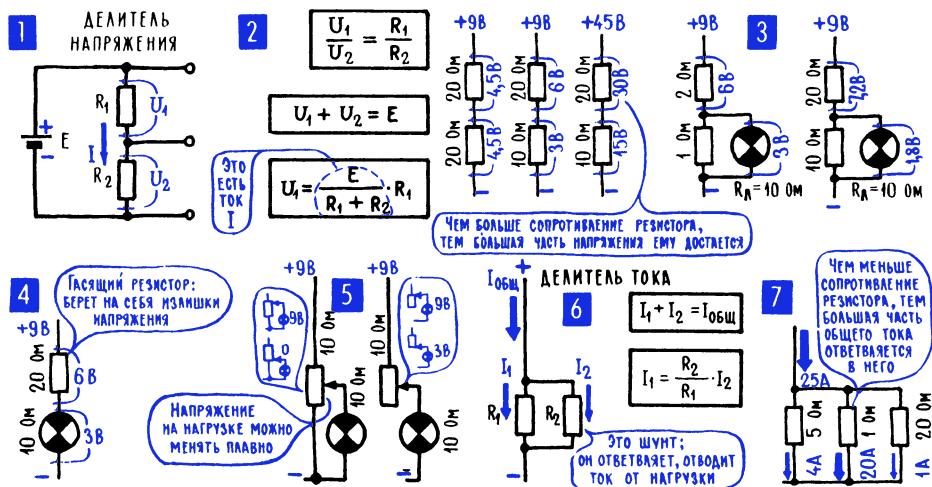 1
ДЕЛИТЕЛЬ
НАПРЯЖЕНИЯ
+
E
R₁
I
R₂
U₁
U₂
2
U₁/U₂ = R₁/R₂
U₁ + U₂ = E
U₁ = E/(R₁ + R₂) · R₁
ЭТО
ЕСТЬ
ТОК
I
+9В
20 Ом
4,5В
20 Ом
4,5В
−
+9В
20 Ом
6В
10 Ом
3В
−
+45В
20 Ом
30В
10 Ом
15В
−
ЧЕМ БОЛЬШЕ СОПРОТИВЛЕНИЕ РЕЗИСТОРА,
ТЕМ БОЛЬШАЯ ЧАСТЬ НАПРЯЖЕНИЯ ЕМУ ДОСТАЕТСЯ
3
+9В
2 Ом
6В
1 Ом
3В
−
Rл=10 Ом
+9В
20 Ом
7,2В
10 Ом
1,8В
−
Rл=10 Ом
4
ГАСЯЩИЙ РЕЗИСТОР:
БЕРЕТ НА СЕБЯ ИЗЛИШКИ
НАПРЯЖЕНИЯ
+9В
20 Ом
6В
10 Ом
3В
−
5
+9В
9В
0
10 Ом
10 Ом
−
НАПРЯЖЕНИЕ
НА НАГРУЗКЕ МОЖНО
МЕНЯТЬ ПЛАВНО
+9В
9В
3В
10 Ом
10 Ом
−
6
ДЕЛИТЕЛЬ ТОКА
+
Iобщ
I₁
I₂
R₁
R₂
−
I₁ + I₂ = Iобщ
I₁ = R₂/R₁ · I₂
ЭТО ШУНТ;
ОН ОТВЕТВЛЯЕТ, ОТВОДИТ
ТОК ОТ НАГРУЗКИ
7
ЧЕМ МЕНЬШЕ
СОПРОТИВЛЕНИЕ
РЕЗИСТОРА, ТЕМ
БОЛЬШАЯ ЧАСТЬ
ОБЩЕГО ТОКА
ОТВЕТВЛЯЕТСЯ
В НЕГО
25А
5 Ом
4А
1 Ом
20А
20 Ом
1А